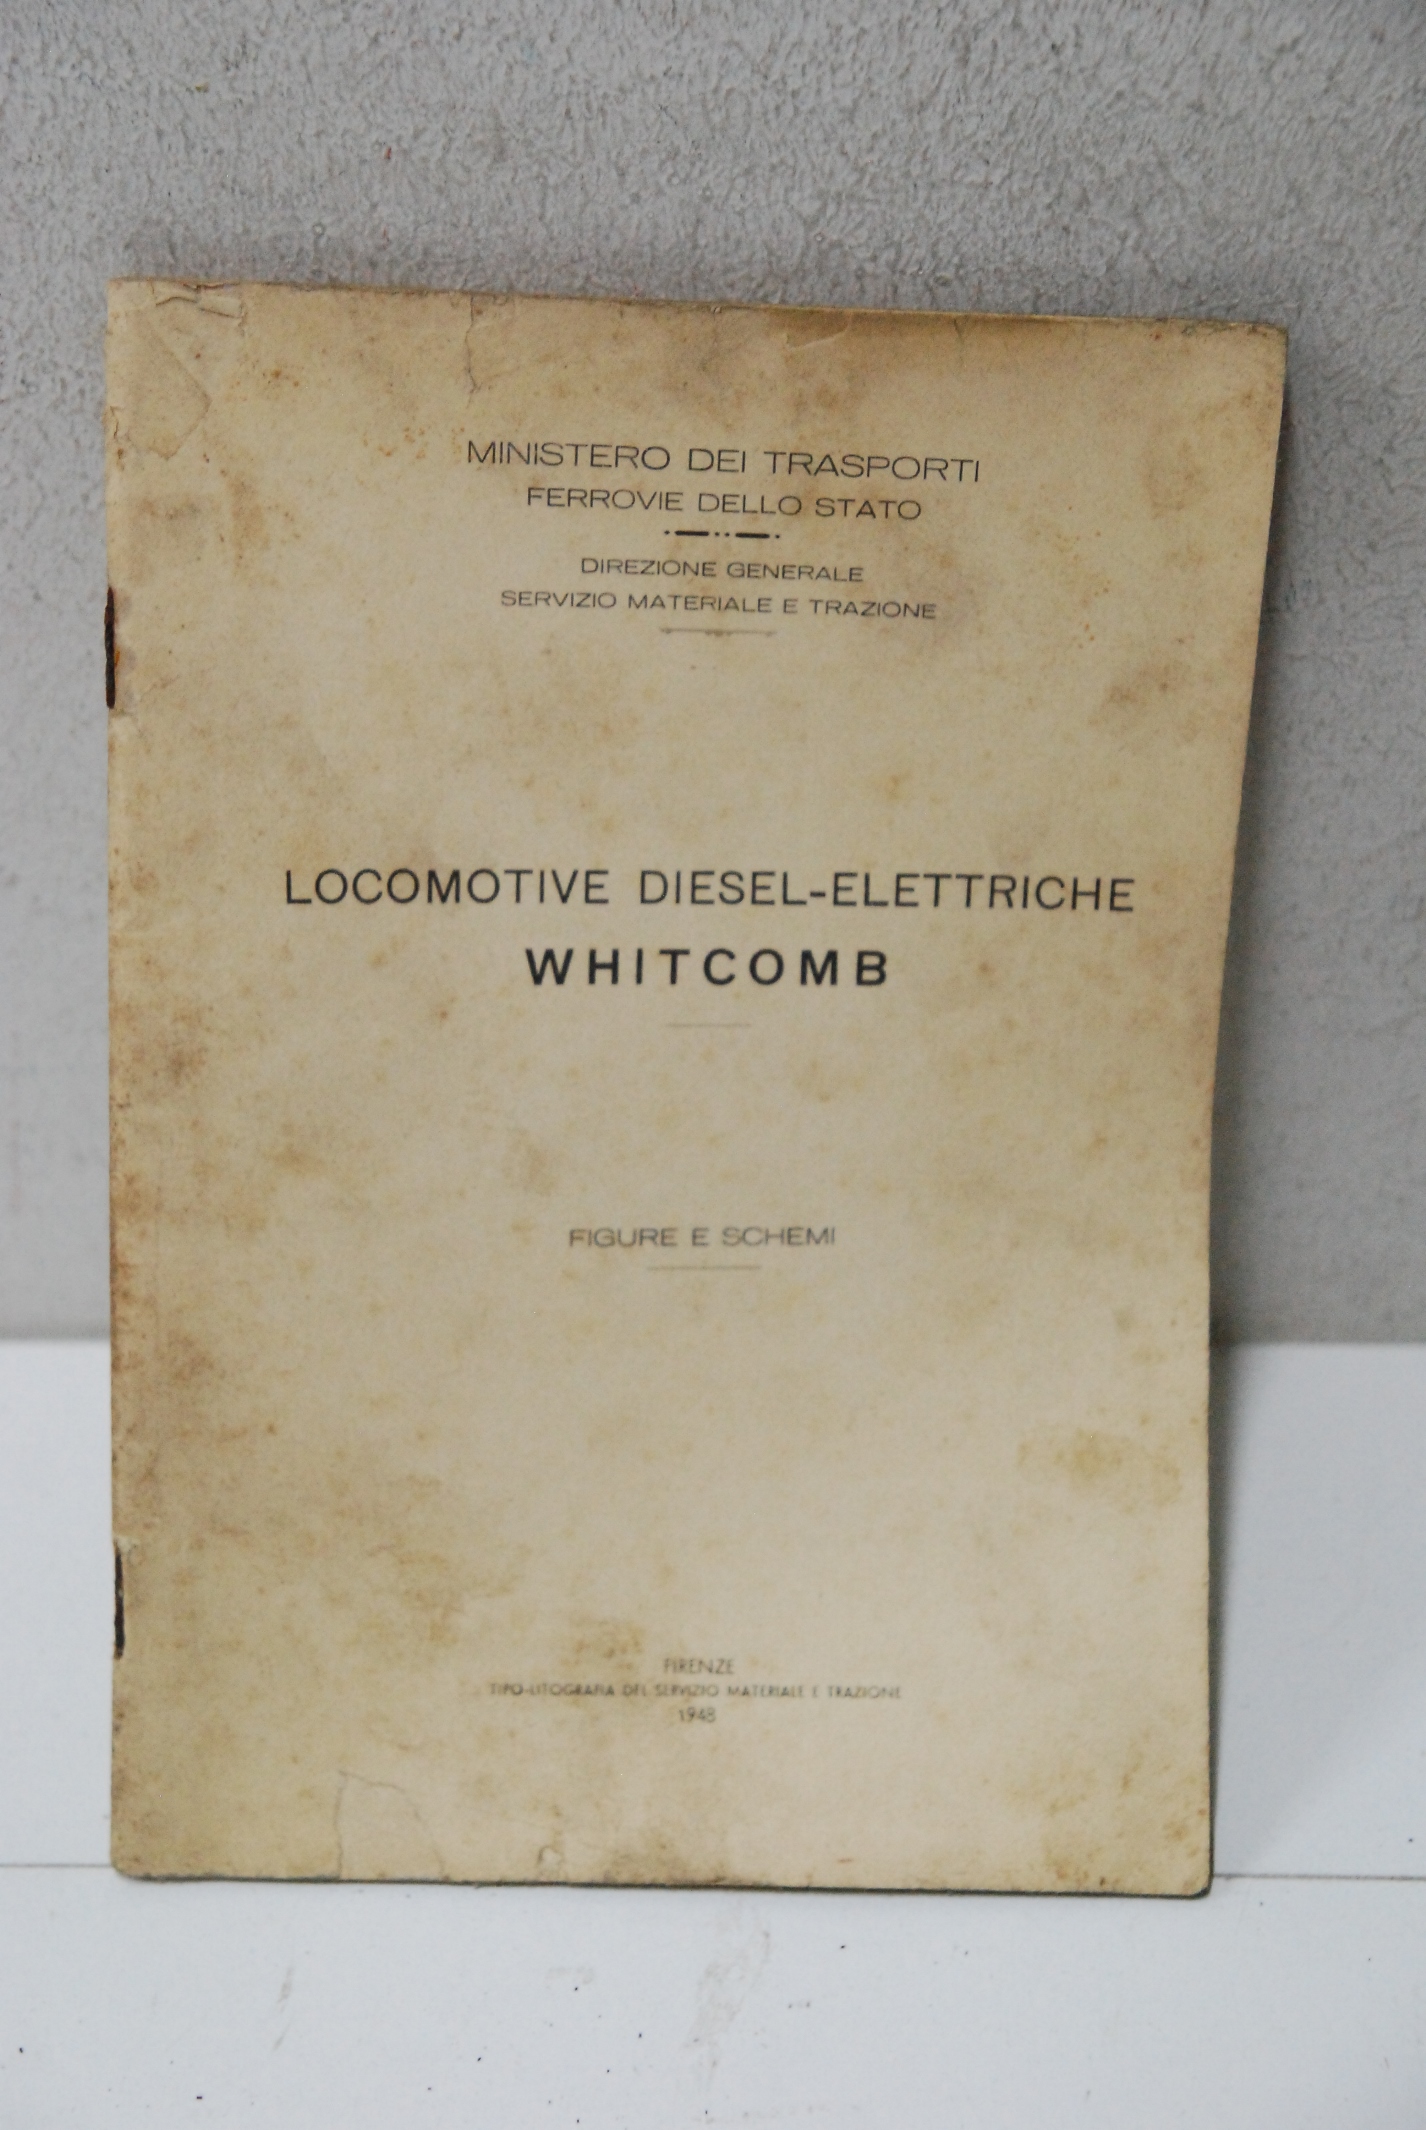 MINISTERO DEI TRASPORTI
FERROVIE DELLO STATO
DIREZIONE GENERALE
SERVIZIO MATERIALE E TRAZIONE
LOCOMOTIVE DIESEL-ELETTRICHE
WHITCOMB
FIGURE E SCHEMI
FIRENZE
TIPO-LITOGRAFIA DEL SERVIZIO MATERIALE E TRAZIONE
1948